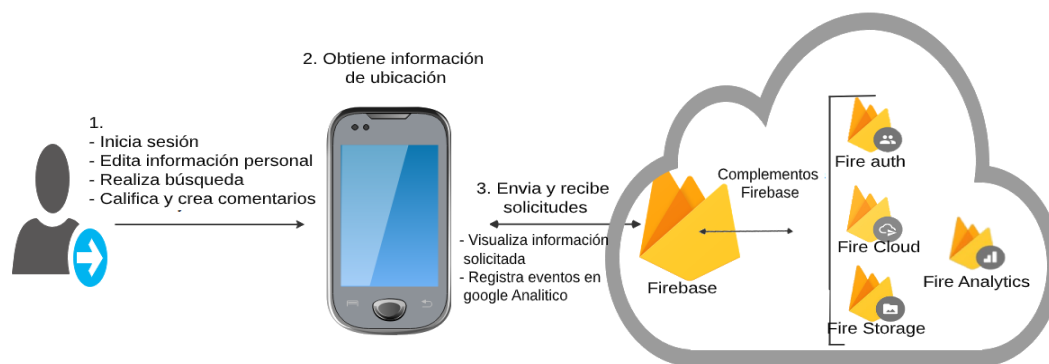 2. Obtiene información
de ubicación
1.
- Inicia sesión
- Edita información personal
- Realiza búsqueda
- Califica y crea comentarios
3. Envia y recibe
solicitudes
- Visualiza información
solicitada
- Registra eventos en
google Analitico
Firebase
Complementos
Firebase
Fire auth
Fire Cloud
Fire Analytics
Fire Storage